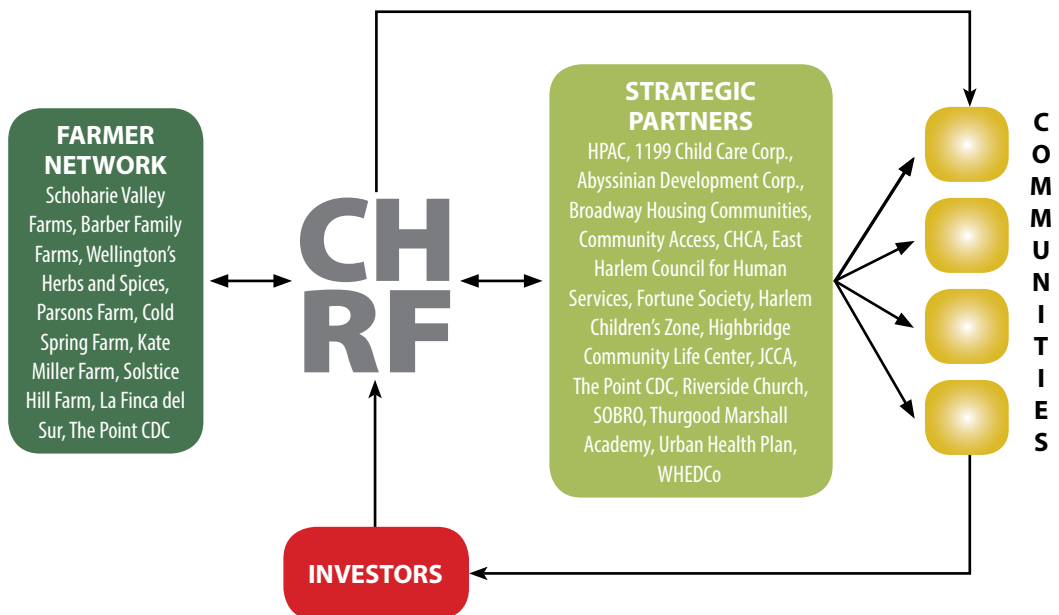 FARMER
NETWORK
Schoharie Valley
Farms, Barber Family
Farms, Wellington's
Herbs and Spices,
Parsons Farm, Cold
Spring Farm, Kate
Miller Farm, Solstice
Hill Farm, La Finca del
Sur, The Point CDC
CH
RF
STRATEGIC
PARTNERS
HPAC, 1199 Child Care Corp.,
Abyssinian Development Corp.,
Broadway Housing Communities,
Community Access, CHCA, East
Harlem Council for Human
Services, Fortune Society, Harlem
Children's Zone, Highbridge
Community Life Center, JCCA,
The Point CDC, Riverside Church,
SOBRO, Thurgood Marshall
Academy, Urban Health Plan,
WHEDCo
COMMUNITIES
INVESTORS